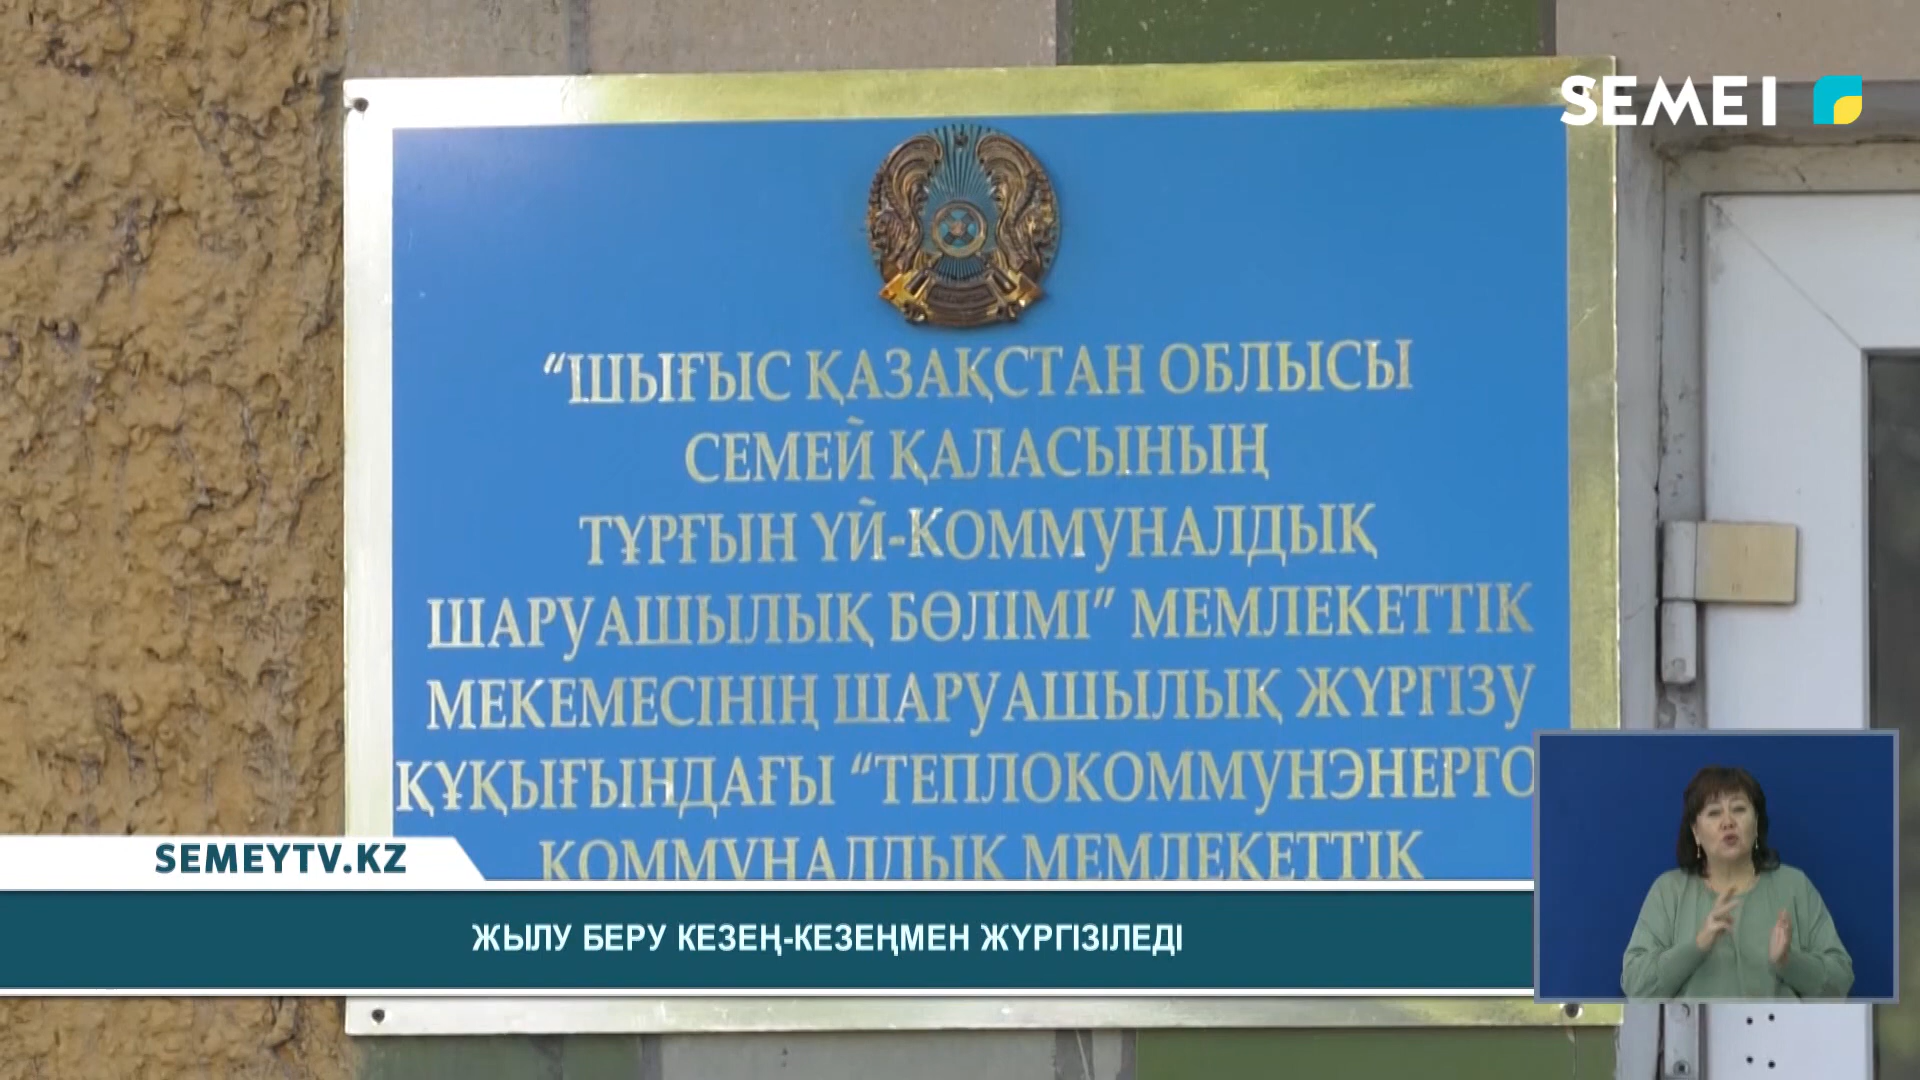 SEMEI
“ШЫҒЫС ҚАЗАҚСТАН ОБЛЫСЫ
СЕМЕЙ ҚАЛАСЫНЫҢ
ТҰРҒЫН ҮЙ-КОММУНАЛДЫҚ
ШАРУАШЫЛЫҚ БӨЛІМІ” МЕМЛЕКЕТТІК
МЕКЕМЕСІНІҢ ШАРУАШЫЛЫҚ ЖҮРГІЗУ
ҚҰҚЫҒЫНДАҒЫ “ТЕПЛОКОММУНЭНЕРГО
КОММУНАЛДЫҚ МЕМЛЕКЕТТІК
SEMEYTV.KZ
ЖЫЛУ БЕРУ КЕЗЕҢ-КЕЗЕҢМЕН ЖҮРГІЗІЛЕДІ